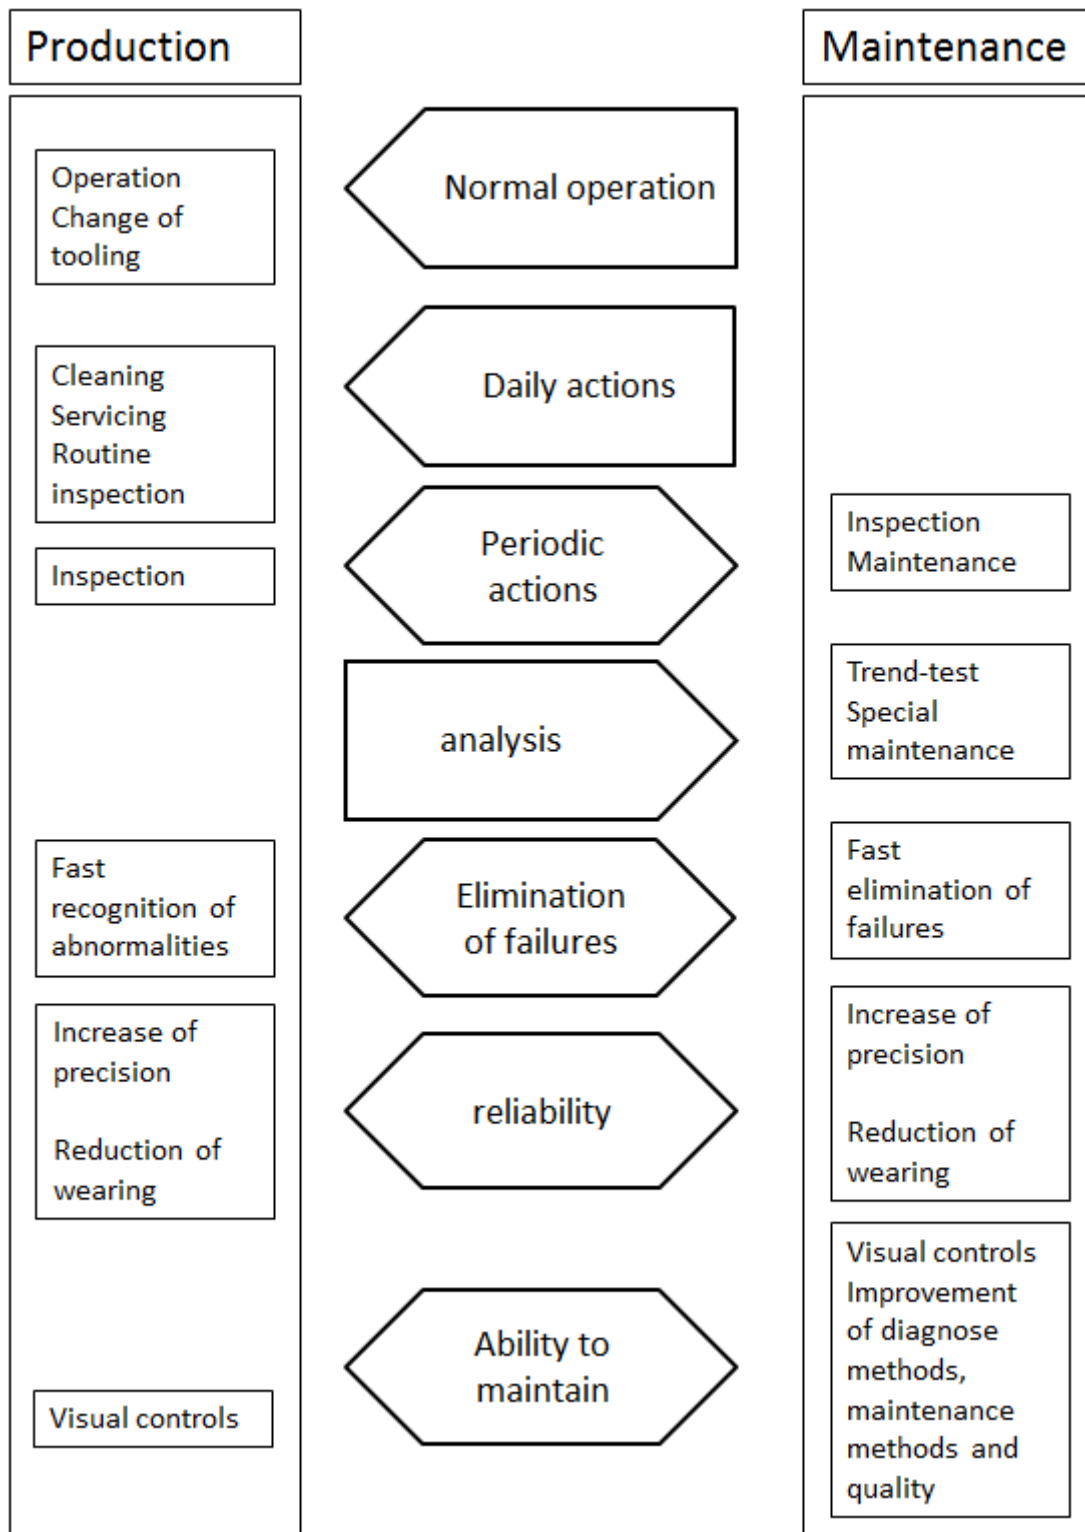 Production
Maintenance
Operation
Change of
tooling
Normal operation
Cleaning
Servicing
Routine
inspection
Daily actions
Inspection
Periodic
actions
Inspection
Maintenance
analysis
Trend-test
Special
maintenance
Fast
recognition of
abnormalities
Elimination
of failures
Fast
elimination of
failures
Increase of
precision
Reduction of
wearing
reliability
Increase of
precision
Reduction of
wearing
Visual controls
Ability to
maintain
Visual controls
Improvement
of diagnose
methods,
maintenance
methods and
quality